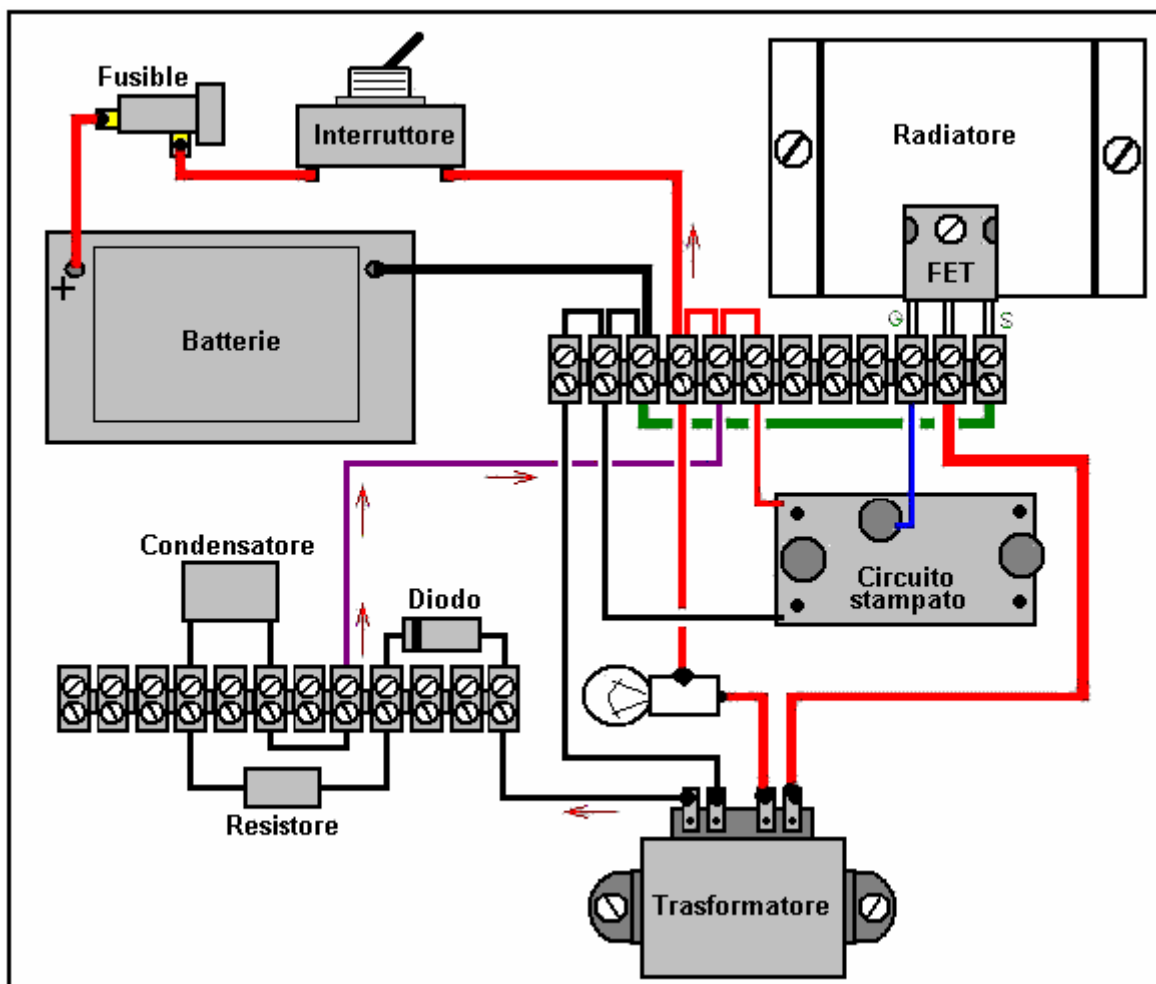 Fusible
Interruttore
Radiatore
FET
+
Batterie
G
S
Condensatore
Diodo
Circuito
stampato
Resistore
Trasformatore